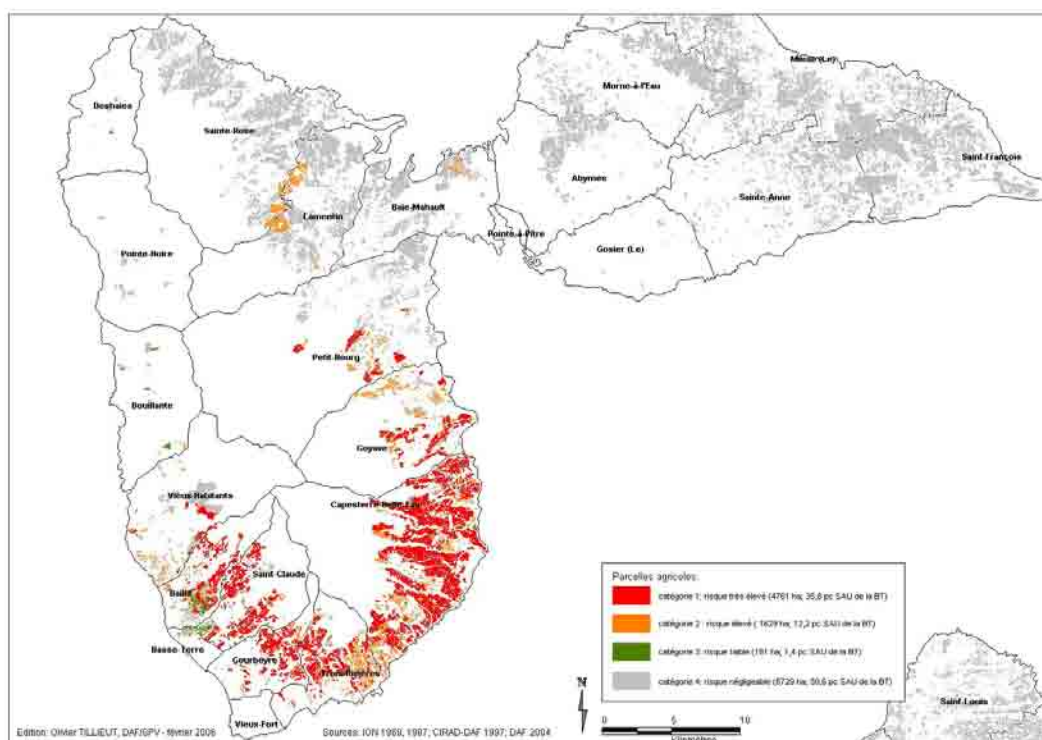 Deshaies
Sainte-Rose
Morne-à-l'Eau
Abymes
Saint-François
Sainte-Anne
Lamentin
Baie-Mahault
Pointe-à-Pitre
Gosier (Le)
Pointe-Noire
Petit-Bourg
Bouillante
Goyave
Vieux-Habitants
Capesterre-Belle-Eau
Saint-Claude
Baillif
Basse-Terre
Gourbeyre
Trois-Rivières
Vieux-Fort
Saint-Louis
Parcelles agricoles:
catégorie 1: risque très élevé (4761 ha; 35,8 pc SAU de la BT)
catégorie 2 : risque élevé ( 1629 ha; 12,2 pc SAU de la BT)
catégorie 3: risque faible (191 ha; 1,4 pc SAU de la BT)
catégorie 4: risque négligeable (6729 ha; 50,6 pc SAU de la BT)
N
0 5 10
Kilomètres
Edition: Olivier TILLIEUT, DAF/SPV - février 2006
Sources: IGN 1988, 1987; CIRAD-DAF 1997; DAF 2004